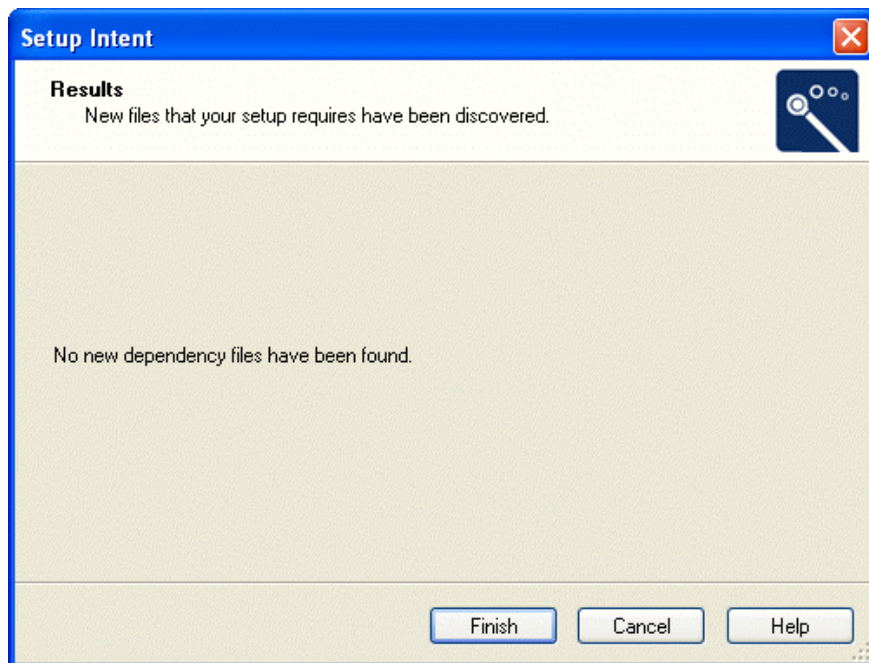 Setup Intent
Results
New files that your setup requires have been discovered.
No new dependency files have been found.
Finish Cancel Help